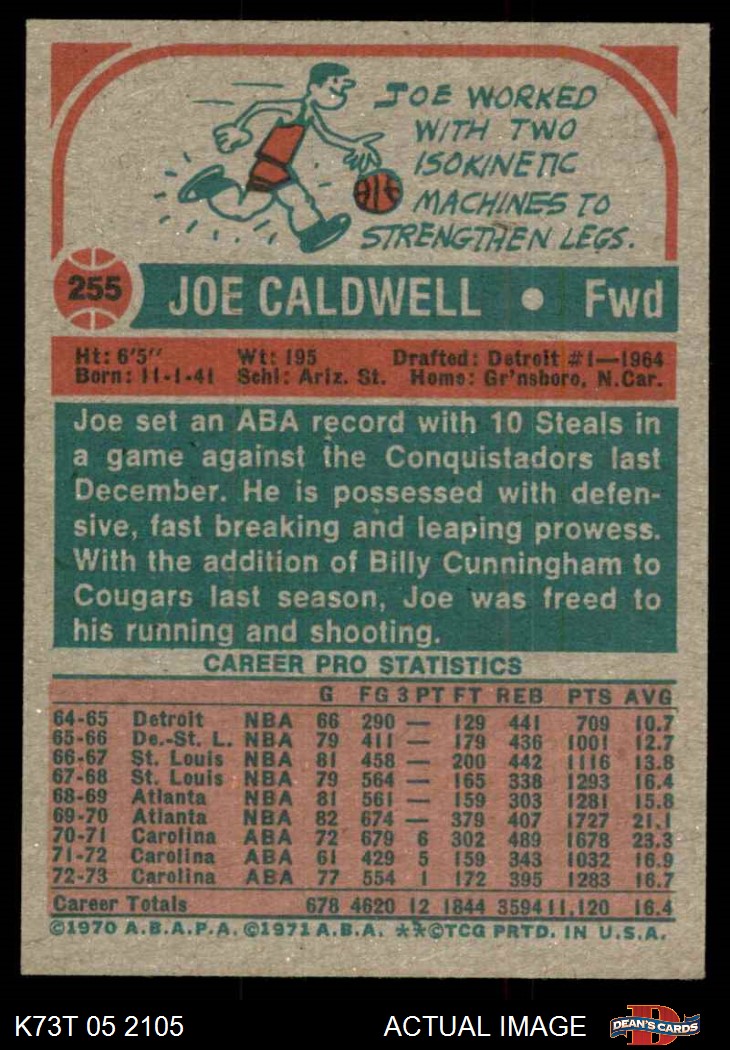 JOE WORKED
WITH TWO
ISOKINETIC
MACHINES TO
STRENGTHEN LEGS.
255 JOE CALDWELL • Fwd
Ht: 6'5" Wt: 195 Drafted: Detroit #1—1964
Born: 11-1-41 Schl: Ariz. St. Home: Gr'nsboro, N.Car.
Joe set an ABA record with 10 Steals in
a game against the Conquistadors last
December. He is possessed with defen-
sive, fast breaking and leaping prowess.
With the addition of Billy Cunningham to
Cougars last season, Joe was freed to
his running and shooting.
CAREER PRO STATISTICS
G FG 3 PT FT REB PTS AVG
64-65 Detroit NBA 66 290 — 129 441 709 10.7
65-66 De.-St. L. NBA 79 411 — 179 436 1001 12.7
66-67 St. Louis NBA 81 458 — 200 442 1116 13.8
67-68 St. Louis NBA 79 564 — 165 338 1293 16.4
68-69 Atlanta NBA 81 561 — 159 303 1281 15.8
69-70 Atlanta NBA 82 674 — 379 407 1727 21.1
70-71 Carolina ABA 72 679 6 302 489 1678 23.3
71-72 Carolina ABA 61 429 5 159 343 1032 16.9
72-73 Carolina ABA 77 554 1 172 395 1283 16.7
Career Totals 678 4620 12 1844 3594 11,120 16.4
©1970 A.B.A.P.A. ©1971 A.B.A. **©TCG PRTD. IN U.S.A.
K73T 05 2105 ACTUAL IMAGE D DEAN'S CARDS